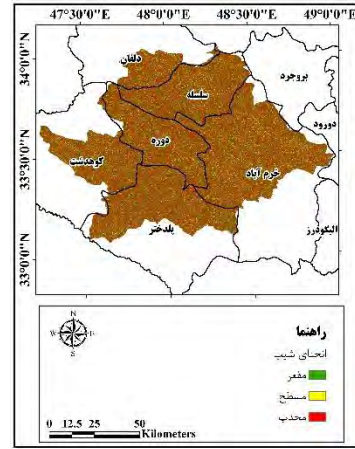 47°30'0"E 48°0'0"E 48°30'0"E 49°0'0"E
34°0'0"N
33°30'0"N
33°0'0"N
دلفان
بروجرد
سلسله
دورود
دوره
کوهدشت
خرم آباد
الیگودرز
پلدختر
راهنما
انحنای شیب
مقعر
مسطح
محدب
N
W E
S
0 12.5 25 50
Kilometers